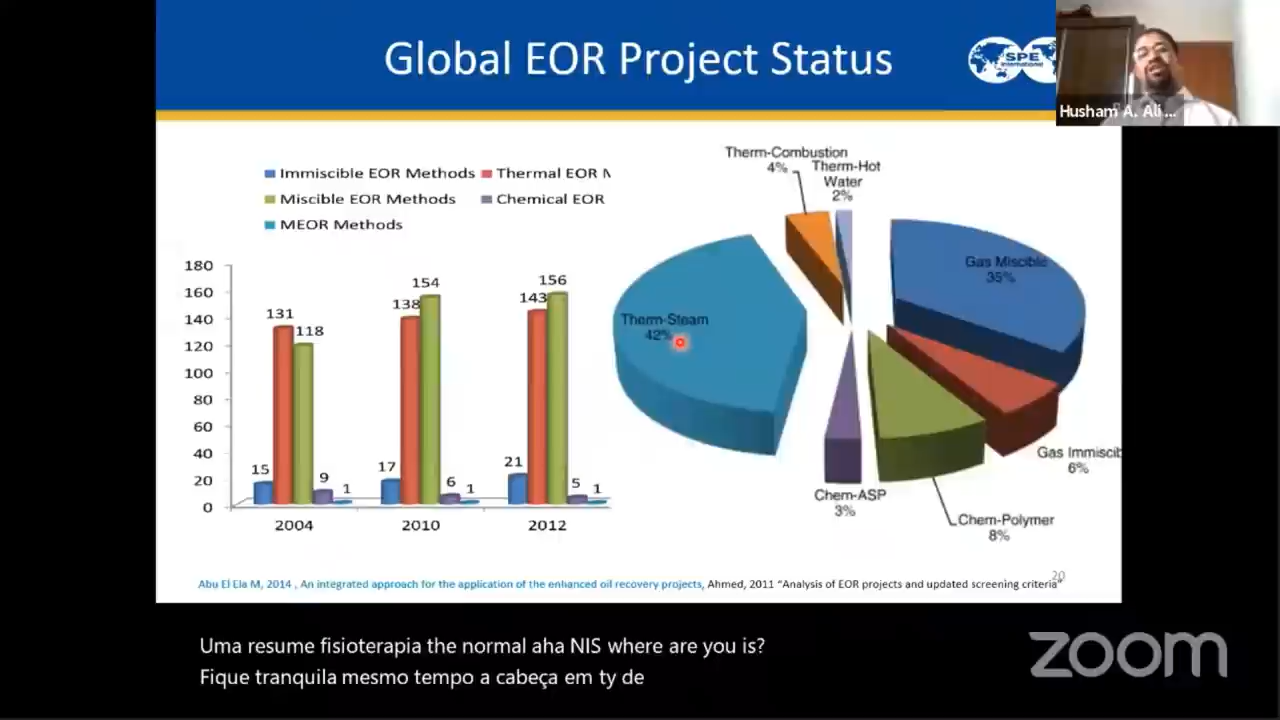 Global EOR Project Status
SPE
International
Husham A. Ali ...
Immiscible EOR Methods
Thermal EOR M
Miscible EOR Methods
Chemical EOR
MEOR Methods
180
160
140
120
100
80
60
40
20
0
15
131
118
9
1
17
138
154
6
1
21
143
156
5
1
2004
2010
2012
Therm-Combustion
4%
Therm-Hot
Water
2%
Gas Miscible
35%
Therm-Steam
42%
Gas Immiscib
6%
Chem-ASP
3%
Chem-Polymer
8%
Abu El Ela M, 2014 , An integrated approach for the application of the enhanced oil recovery projects, Ahmed, 2011 "Analysis of EOR projects and updated screening criteria"
20
Uma resume fisioterapia the normal aha NIS where are you is?
Fique tranquila mesmo tempo a cabeça em ty de
zoom